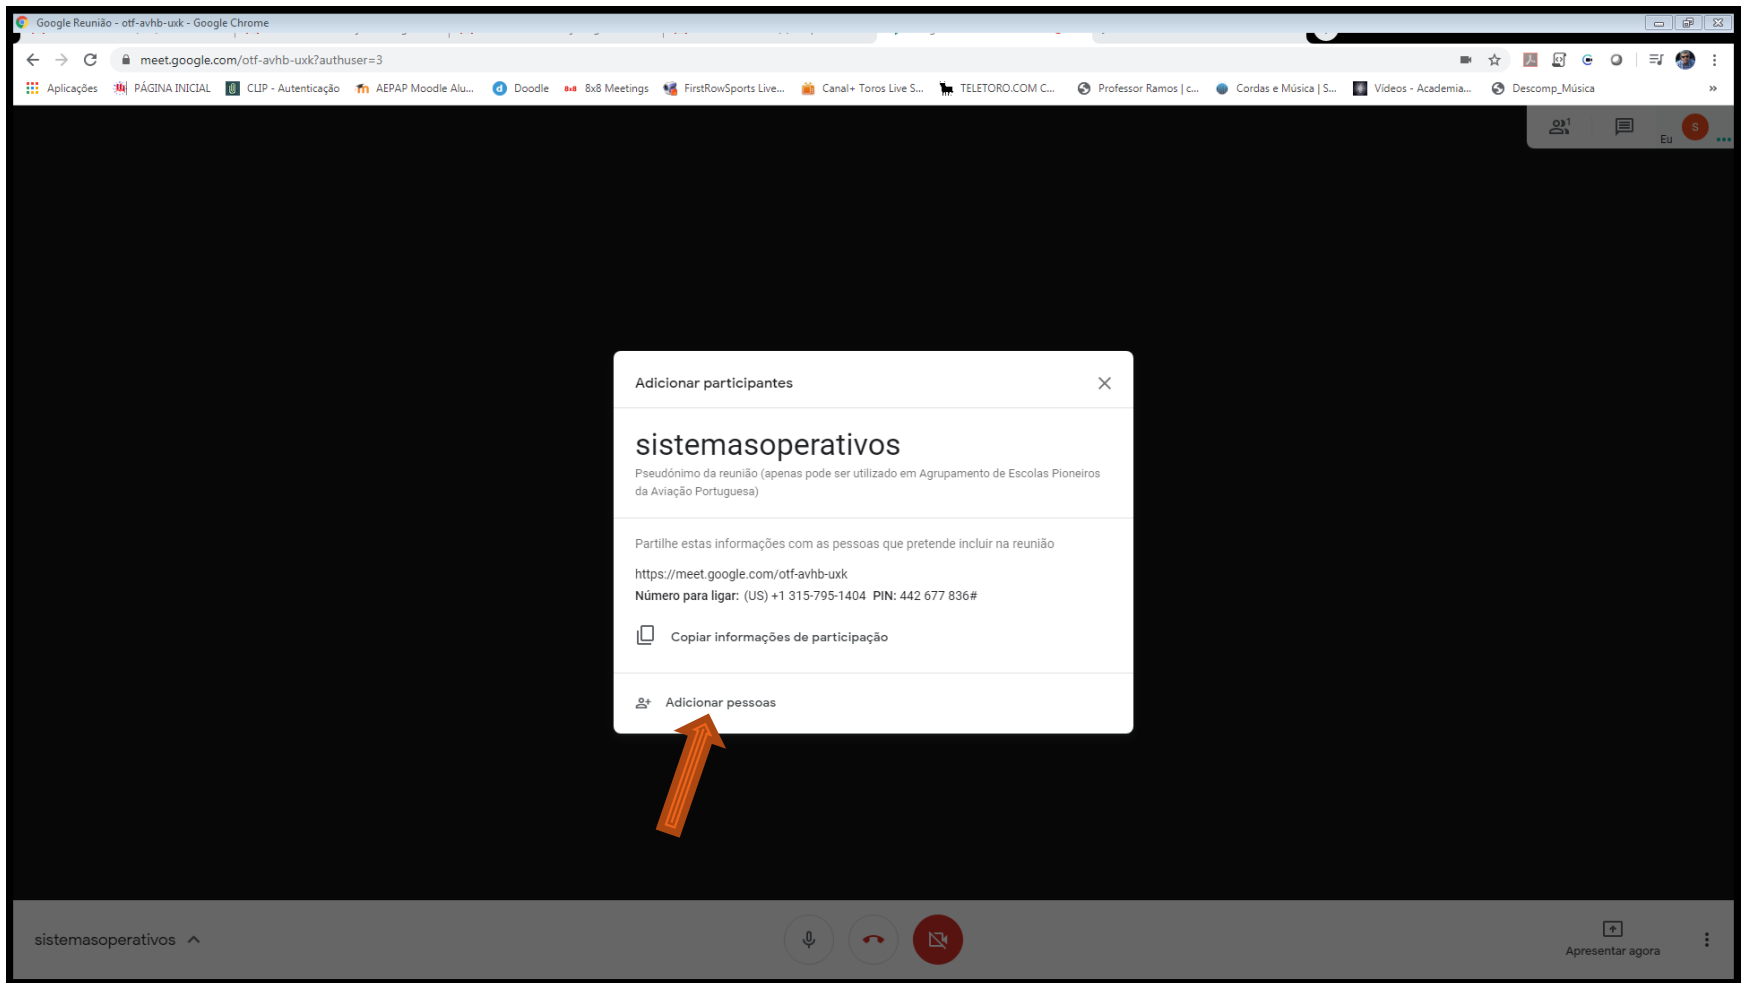 Google Reunião - otf-avhb-uxk - Google Chrome
meet.google.com/otf-avhb-uxk?authuser=3
Aplicações PÁGINA INICIAL CLIP - Autenticação AEPAP Moodle Alu... Doodle 8x8 Meetings FirstRowSports Live... Canal+ Toros Live S... TELETORO.COM C... Professor Ramos | c... Cordas e Música | S... Vídeos - Academia... Descomp_Música »
1 Eu S
Adicionar participantes
sistemasoperativos
Pseudónimo da reunião (apenas pode ser utilizado em Agrupamento de Escolas Pioneiros
da Aviação Portuguesa)
Partilhe estas informações com as pessoas que pretende incluir na reunião
https://meet.google.com/otf-avhb-uxk
Número para ligar: (US) +1 315-795-1404 PIN: 442 677 836#
Copiar informações de participação
Adicionar pessoas
sistemasoperativos
Apresentar agora